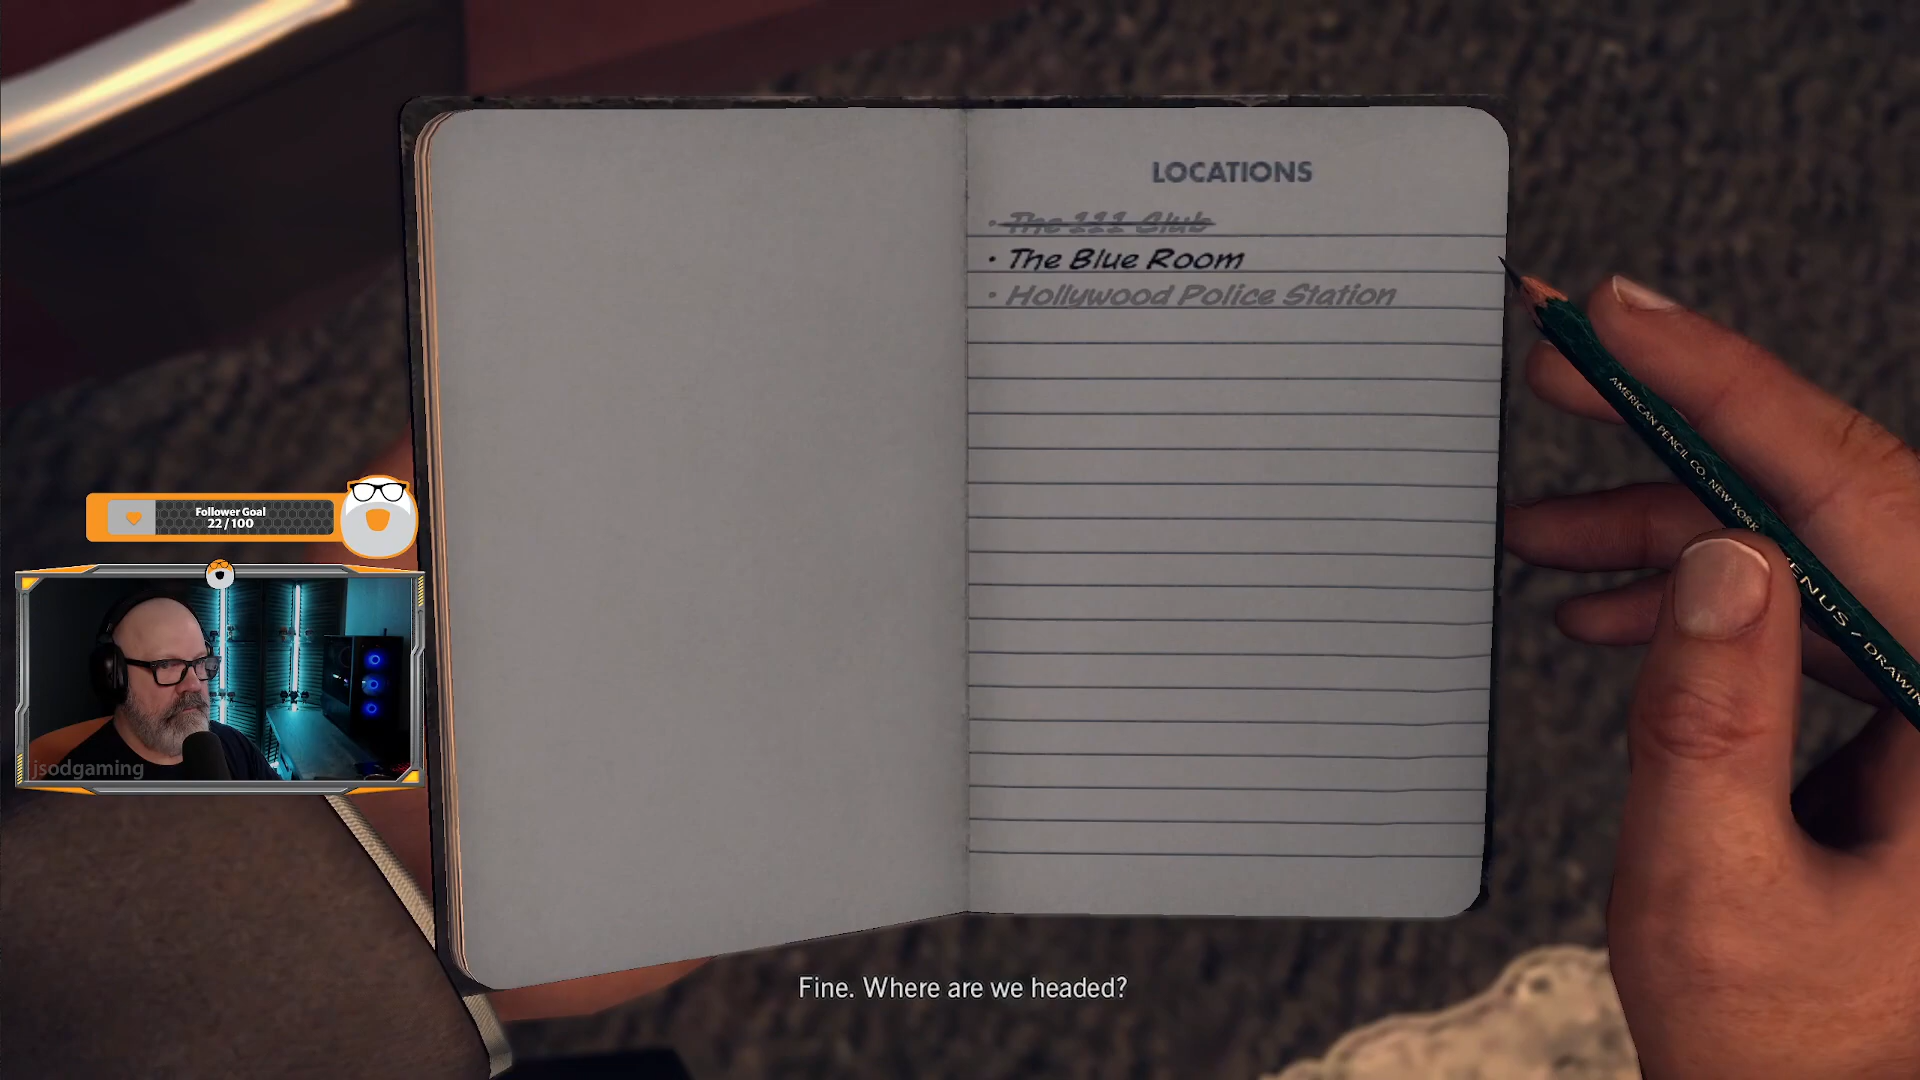 LOCATIONS
• The 111 Club
• The Blue Room
• Hollywood Police Station
AMERICAN PENCIL CO. NEW YORK
VENUS / DRAWIN
Follower Goal
22 / 100
jsodgaming
Fine. Where are we headed?